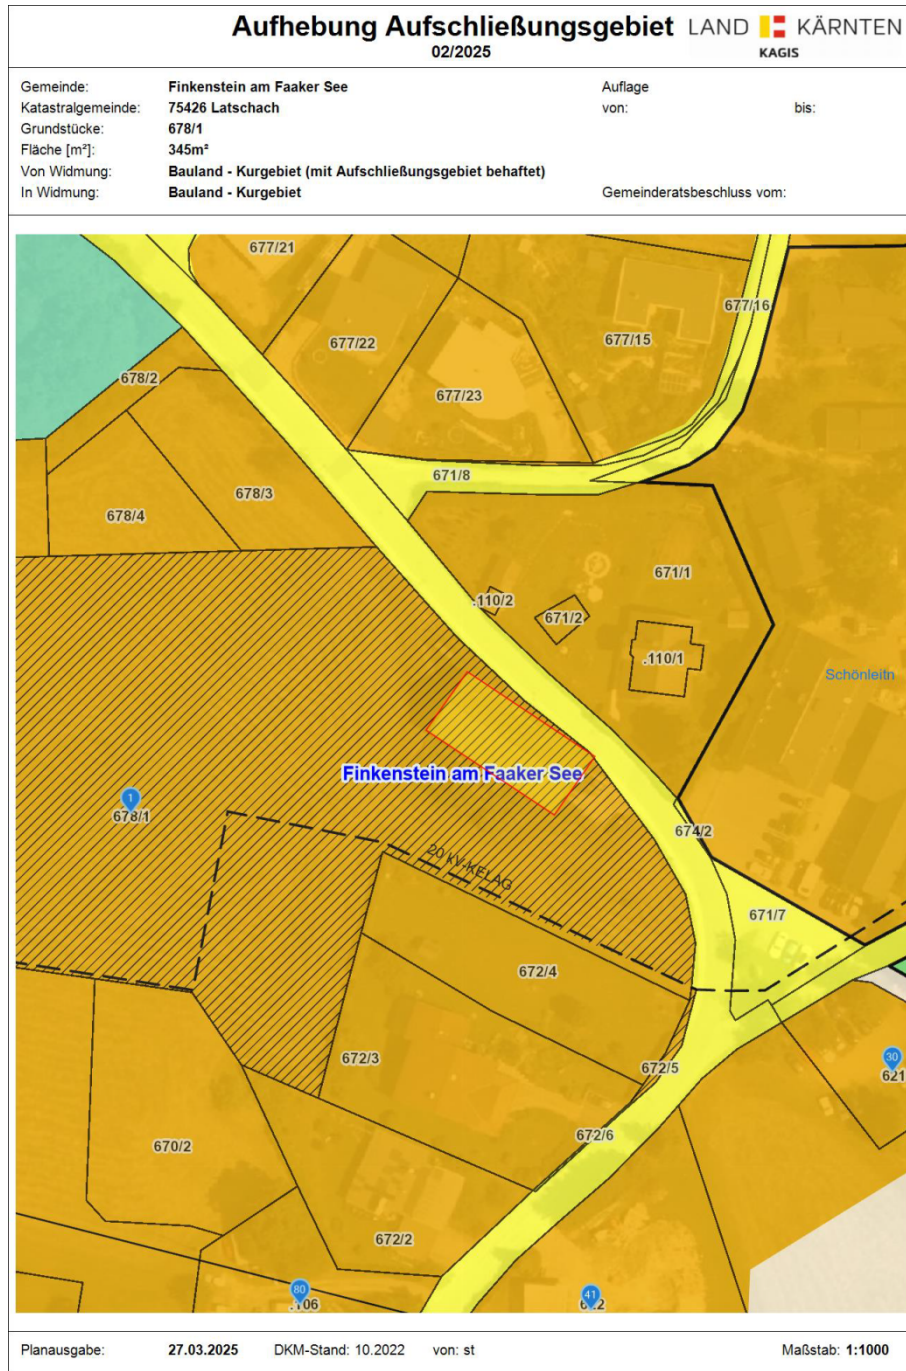 Aufhebung Aufschließungsgebiet
02/2025
LAND KÄRNTEN
KAGIS
Gemeinde: Finkenstein am Faaker See Auflage
Katastralgemeinde: 75426 Latschach von: bis:
Grundstücke: 678/1
Fläche [m²]: 345m²
Von Widmung: Bauland - Kurgebiet (mit Aufschließungsgebiet behaftet)
In Widmung: Bauland - Kurgebiet Gemeinderatsbeschluss vom:
677/21
677/16
677/22
677/15
678/2
677/23
671/8
678/3
678/4
671/1
.110/2
671/2
.110/1
Schönleitn
Finkenstein am Faaker See
1
678/1
674/2
20 kV-KELAG
671/7
672/4
30
672/3
672/5
621
672/6
670/2
672/2
80
41
.106
Planausgabe: 27.03.2025 DKM-Stand: 10.2022 von: st Maßstab: 1:1000